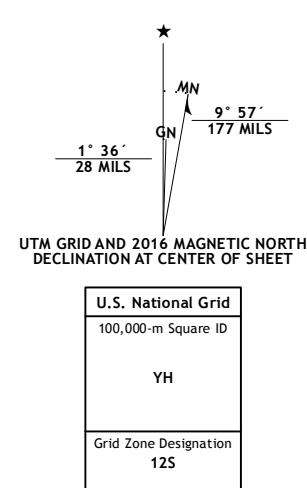 ★
MN
GN
9° 57´
177 MILS
1° 36´
28 MILS
UTM GRID AND 2016 MAGNETIC NORTH
DECLINATION AT CENTER OF SHEET
U.S. National Grid
100,000-m Square ID
YH
Grid Zone Designation
12S